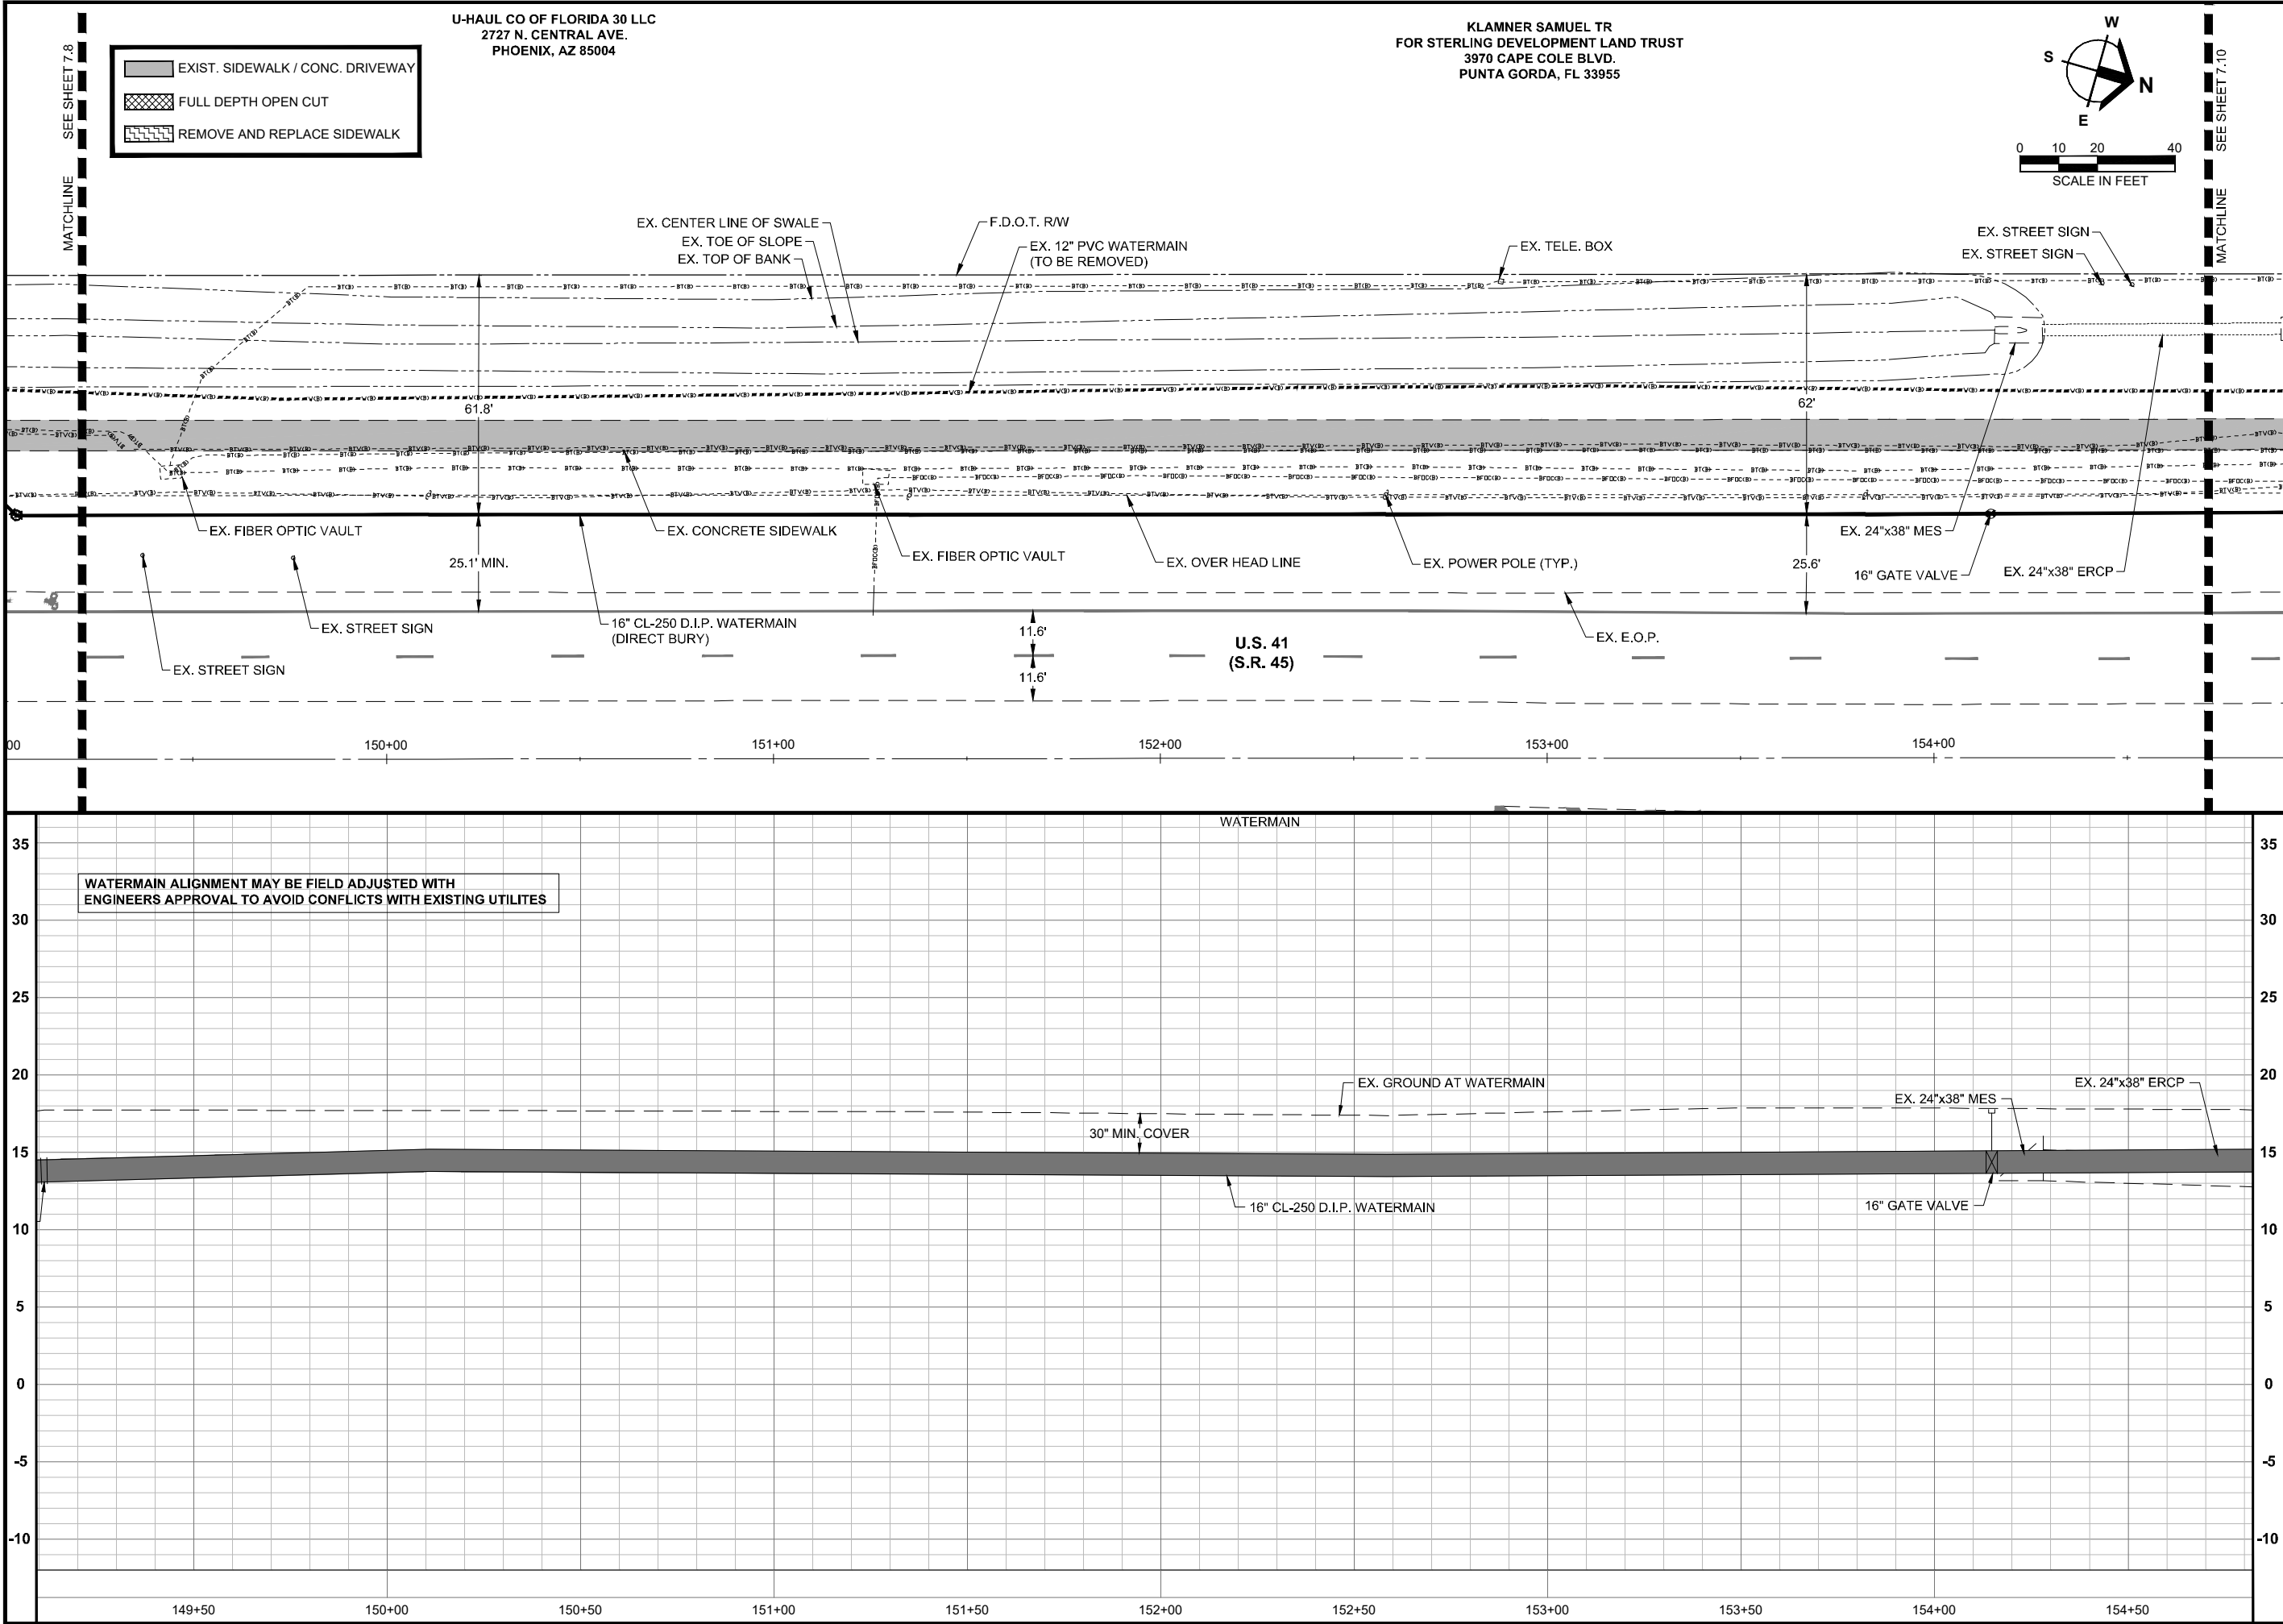 U-HAUL CO OF FLORIDA 30 LLC
2727 N. CENTRAL AVE.
PHOENIX, AZ 85004
KLAMNER SAMUEL TR
FOR STERLING DEVELOPMENT LAND TRUST
3970 CAPE COLE BLVD.
PUNTA GORDA, FL 33955
MATCHLINE SEE SHEET 7.8
EXIST. SIDEWALK / CONC. DRIVEWAY
FULL DEPTH OPEN CUT
REMOVE AND REPLACE SIDEWALK
W
S
N
E
0 10 20 40
SCALE IN FEET
MATCHLINE SEE SHEET 7.10
EX. CENTER LINE OF SWALE
EX. TOE OF SLOPE
EX. TOP OF BANK
F.D.O.T. R/W
EX. 12" PVC WATERMAIN
(TO BE REMOVED)
EX. TELE. BOX
EX. STREET SIGN
EX. STREET SIGN
61.8'
62'
EX. FIBER OPTIC VAULT
EX. CONCRETE SIDEWALK
EX. FIBER OPTIC VAULT
EX. OVER HEAD LINE
EX. POWER POLE (TYP.)
EX. 24"x38" MES
25.1' MIN.
25.6'
16" GATE VALVE
EX. 24"x38" ERCP
EX. STREET SIGN
EX. STREET SIGN
16" CL-250 D.I.P. WATERMAIN
(DIRECT BURY)
11.6'
11.6'
U.S. 41
(S.R. 45)
EX. E.O.P.
00 150+00 151+00 152+00 153+00 154+00
WATERMAIN
WATERMAIN ALIGNMENT MAY BE FIELD ADJUSTED WITH
ENGINEERS APPROVAL TO AVOID CONFLICTS WITH EXISTING UTILITES
35 35
30 30
25 25
20 20
15 15
10 10
5 5
0 0
-5 -5
-10 -10
EX. GROUND AT WATERMAIN
30" MIN. COVER
16" CL-250 D.I.P. WATERMAIN
EX. 24"x38" MES
EX. 24"x38" ERCP
16" GATE VALVE
149+50 150+00 150+50 151+00 151+50 152+00 152+50 153+00 153+50 154+00 154+50